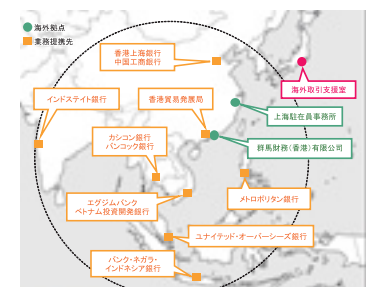 海外拠点
業務提携先
香港上海銀行
中国工商銀行
海外取引支援室
インドステイト銀行
香港貿易発展局
上海駐在員事務所
カシコン銀行
バンコック銀行
群馬財務(香港)有限公司
エグジムバンク
ベトナム投資開発銀行
メトロポリタン銀行
ユナイテッド・オーバーシーズ銀行
バンク・ネガラ・
インドネシア銀行